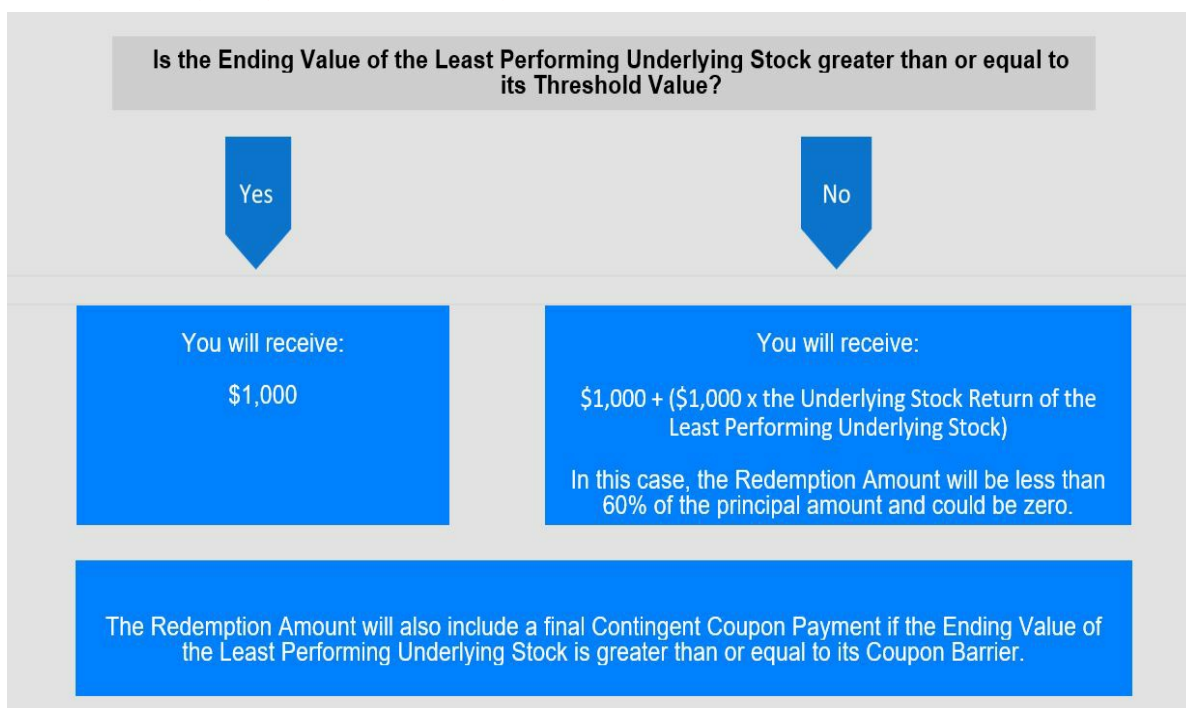 Is the Ending Value of the Least Performing Underlying Stock greater than or equal to
its Threshold Value?
Yes
No
You will receive:
$1,000
You will receive:
$1,000 + ($1,000 x the Underlying Stock Return of the
Least Performing Underlying Stock)
In this case, the Redemption Amount will be less than
60% of the principal amount and could be zero.
The Redemption Amount will also include a final Contingent Coupon Payment if the Ending Value of
the Least Performing Underlying Stock is greater than or equal to its Coupon Barrier.